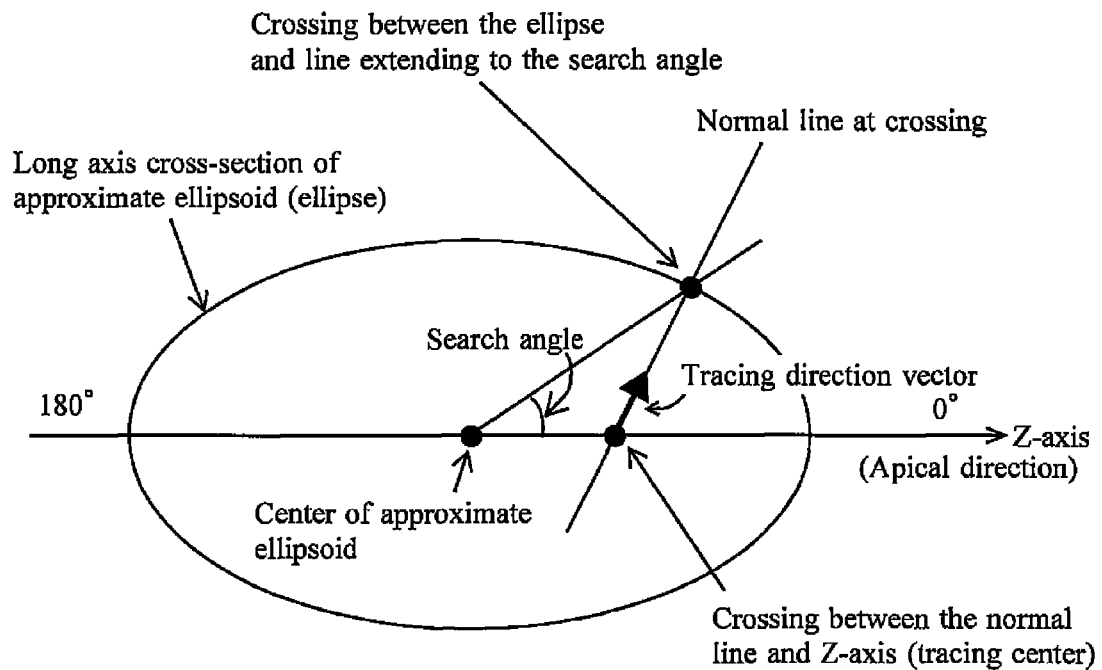 Crossing between the ellipse
and line extending to the search angle
Normal line at crossing
Long axis cross-section of
approximate ellipsoid (ellipse)
Search angle
Tracing direction vector
180°
0°
Z-axis
(Apical direction)
Center of approximate
ellipsoid
Crossing between the normal
line and Z-axis (tracing center)